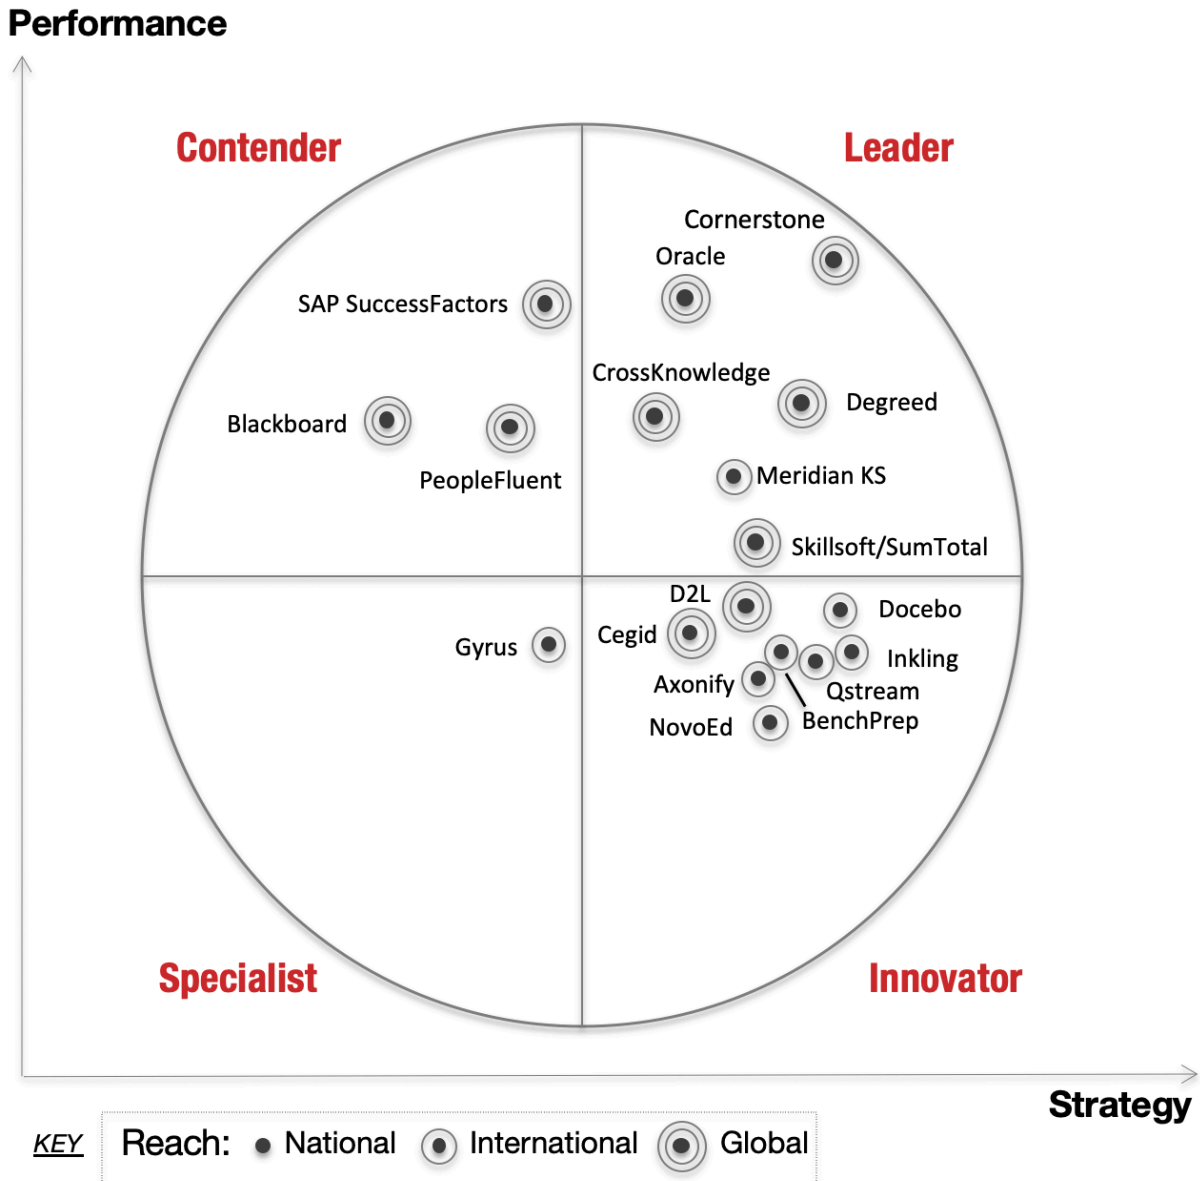 Performance
Contender
Leader
Cornerstone
Oracle
SAP SuccessFactors
CrossKnowledge
Degreed
Blackboard
PeopleFluent
Meridian KS
Skillsoft/SumTotal
D2L
Docebo
Cegid
Gyrus
Inkling
Axonify
Qstream
BenchPrep
NovoEd
Specialist
Innovator
Strategy
KEY Reach: National International Global